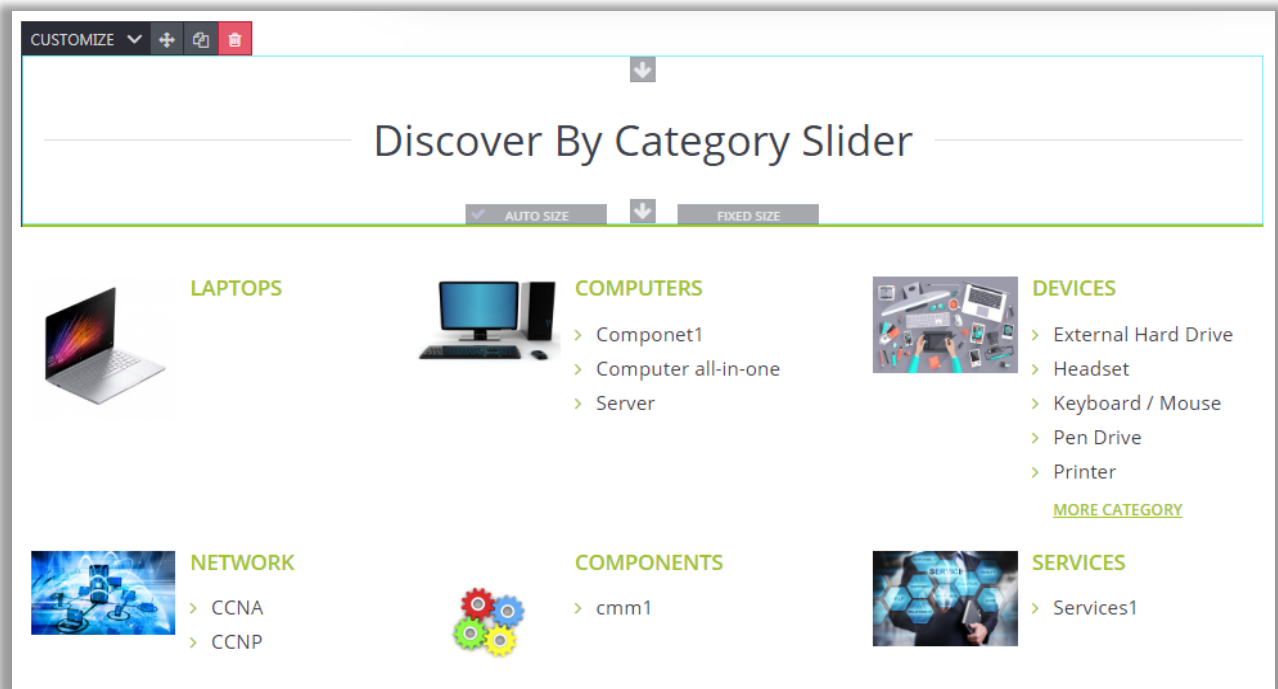 CUSTOMIZE
Discover By Category Slider
AUTO SIZE
FIXED SIZE
LAPTOPS
COMPUTERS
Componet1
Computer all-in-one
Server
DEVICES
External Hard Drive
Headset
Keyboard / Mouse
Pen Drive
Printer
MORE CATEGORY
NETWORK
CCNA
CCNP
COMPONENTS
cmm1
SERVICES
SERVICE
Services1